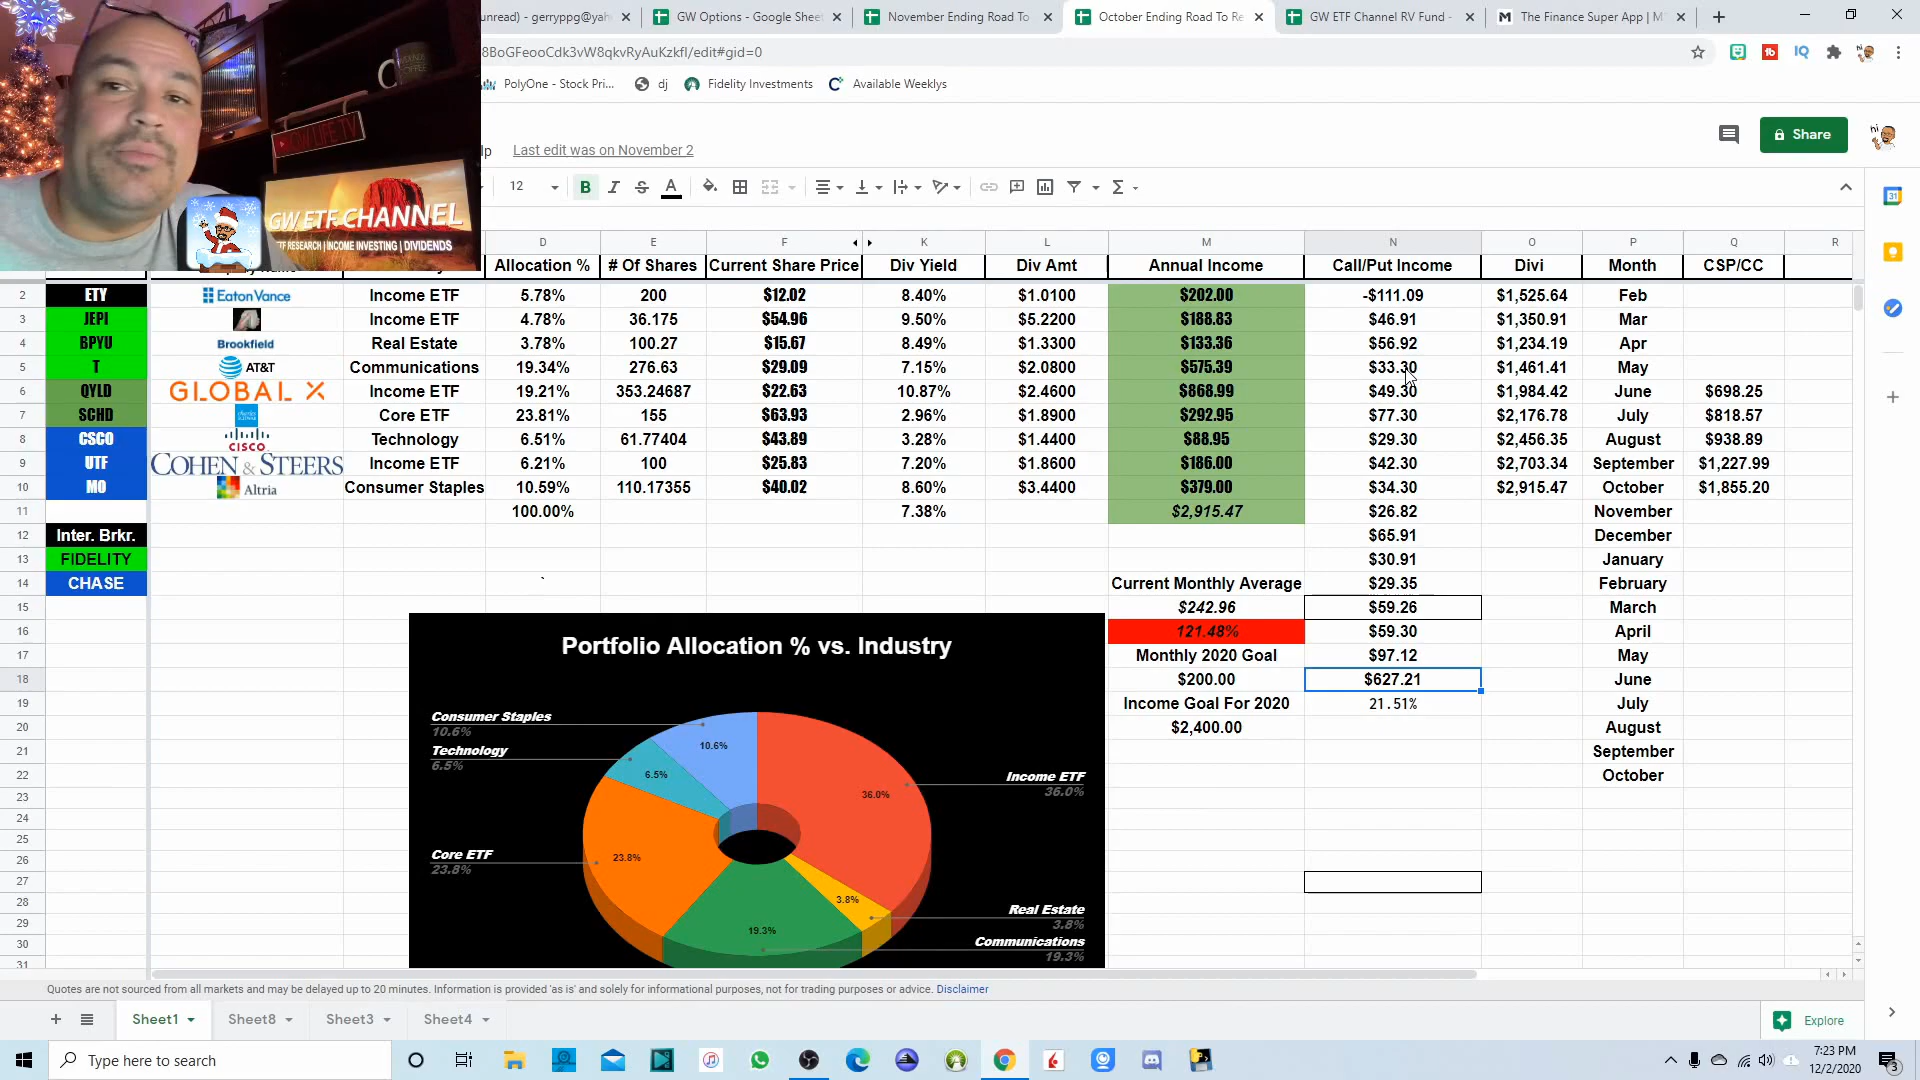 unread) - gerryppg@yah
GW Options - Google Sheet
November Ending Road To
October Ending Road To Re
GW ETF Channel RV Fund -
The Finance Super App | M
8BoGFeooCdk3vW8qkvRyAuKzkfI/edit#gid=0
PolyOne - Stock Pri...
dj
Fidelity Investments
Available Weeklys
LOW LIFE TV
GW ETF CHANNEL
ETF RESEARCH | INCOME INVESTING | DIVIDENDS
lp
Last edit was on November 2
Share
12
D E F K L M N O P Q R
Allocation % # Of Shares Current Share Price Div Yield Div Amt Annual Income Call/Put Income Divi Month CSP/CC
2 ETY Eaton Vance Income ETF 5.78% 200 $12.02 8.40% $1.0100 $202.00 -$111.09 $1,525.64 Feb
3 JEPI Income ETF 4.78% 36.175 $54.96 9.50% $5.2200 $188.83 $46.91 $1,350.91 Mar
4 BPYU Brookfield Real Estate 3.78% 100.27 $15.67 8.49% $1.3300 $133.36 $56.92 $1,234.19 Apr
5 T AT&T Communications 19.34% 276.63 $29.09 7.15% $2.0800 $575.39 $33.30 $1,461.41 May
6 QYLD GLOBAL X Income ETF 19.21% 353.24687 $22.63 10.87% $2.4600 $868.99 $49.30 $1,984.42 June $698.25
7 SCHD Core ETF 23.81% 155 $63.93 2.96% $1.8900 $292.95 $77.30 $2,176.78 July $818.57
8 CSCO CISCO Technology 6.51% 61.77404 $43.89 3.28% $1.4400 $88.95 $29.30 $2,456.35 August $938.89
9 UTF COHEN & STEERS Income ETF 6.21% 100 $25.83 7.20% $1.8600 $186.00 $42.30 $2,703.34 September $1,227.99
10 MO Altria Consumer Staples 10.59% 110.17355 $40.02 8.60% $3.4400 $379.00 $34.30 $2,915.47 October $1,855.20
11 100.00% 7.38% $2,915.47 $26.82 November
12 Inter. Brkr. $65.91 December
13 FIDELITY $30.91 January
14 CHASE ` Current Monthly Average $29.35 February
15 $242.96 $59.26 March
16 121.48% $59.30 April
17 Monthly 2020 Goal $97.12 May
18 $200.00 $627.21 June
19 Income Goal For 2020 21.51% July
20 $2,400.00 August
21 September
22 October
23
24
25
26
27
28
29
30
31
Portfolio Allocation % vs. Industry
Consumer Staples
10.6%
Technology
6.5%
Core ETF
23.8%
Income ETF
36.0%
Real Estate
3.8%
Communications
19.3%
10.6%
6.5%
36.0%
23.8%
3.8%
19.3%
Quotes are not sourced from all markets and may be delayed up to 20 minutes. Information is provided 'as is' and solely for informational purposes, not for trading purposes or advice. Disclaimer
Sheet1 Sheet8 Sheet3 Sheet4
Explore
Type here to search
7:23 PM
12/2/2020
3